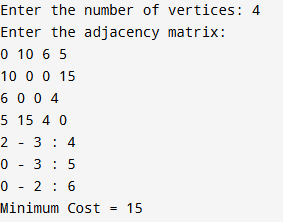 Enter the number of vertices: 4
Enter the adjacency matrix:
0 10 6 5
10 0 0 15
6 0 0 4
5 15 4 0
2 - 3 : 4
0 - 3 : 5
0 - 2 : 6
Minimum Cost = 15